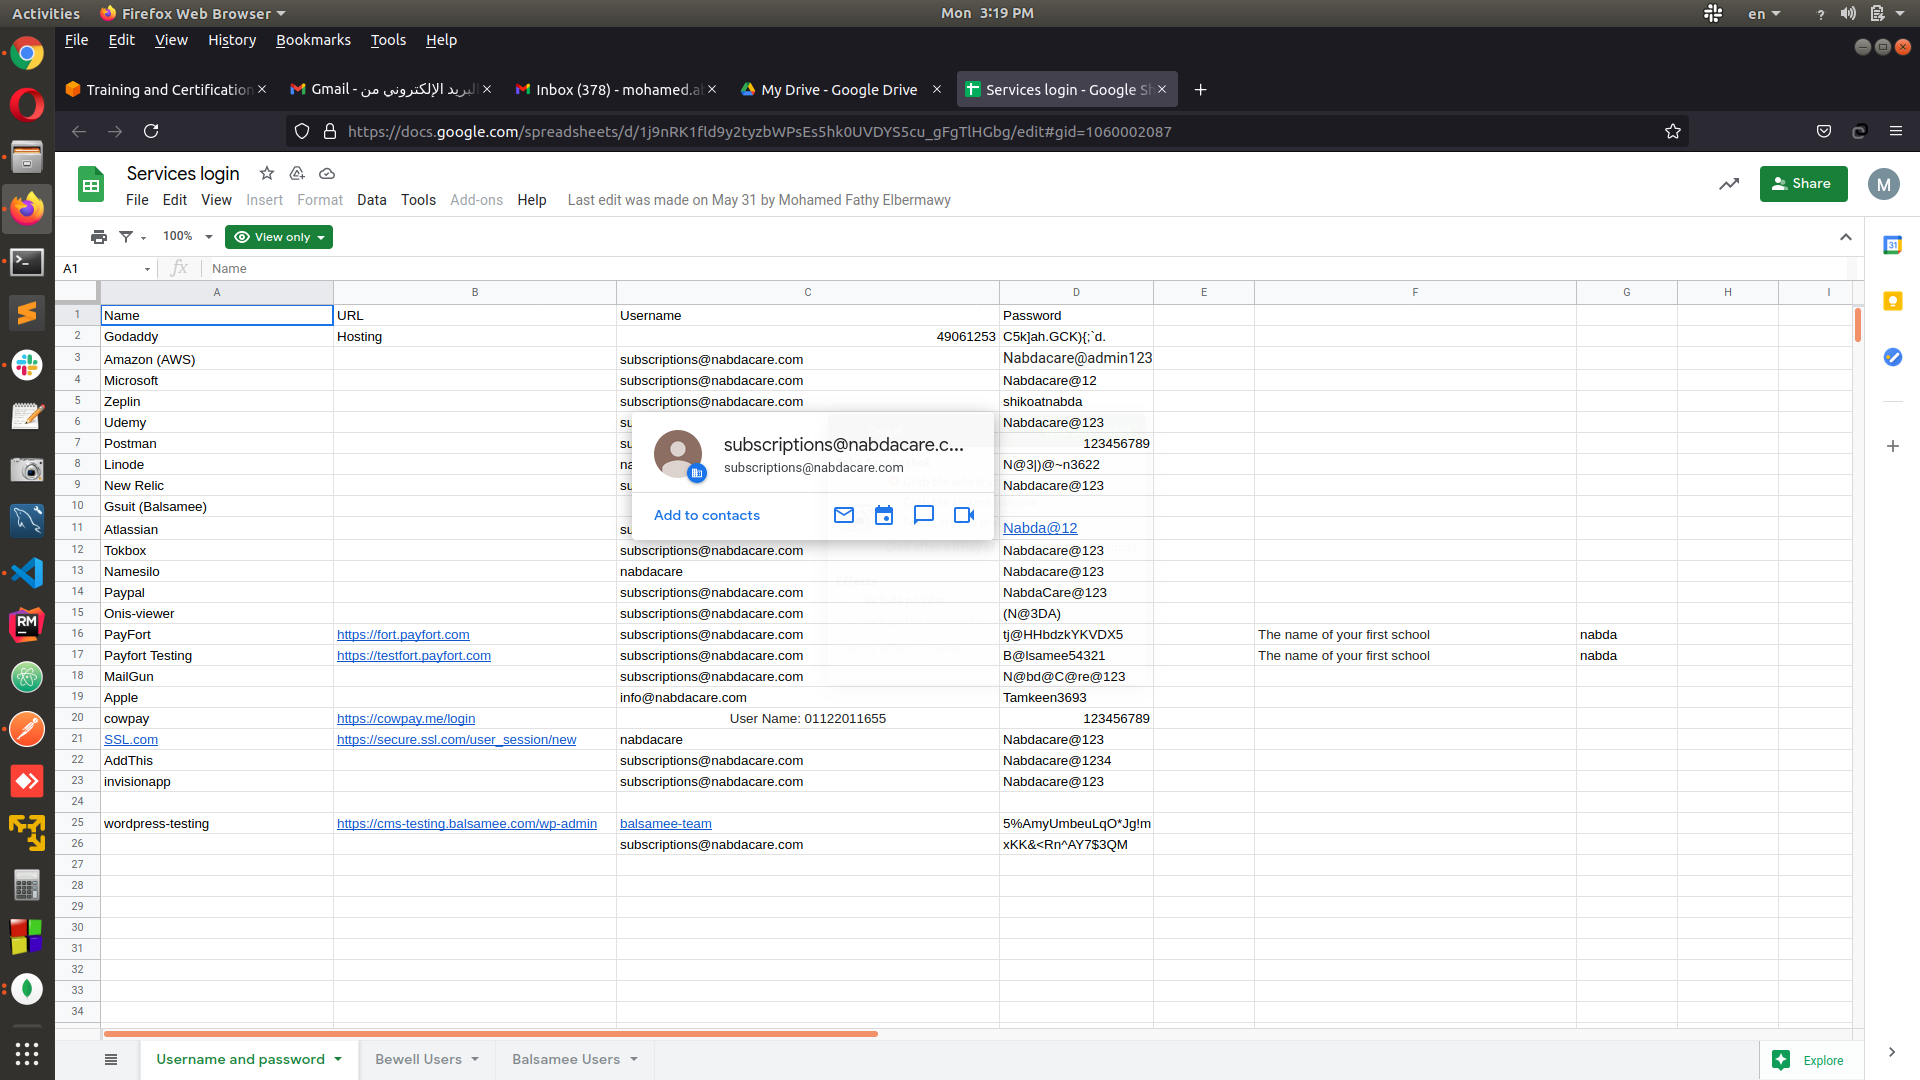 Activities Firefox Web Browser Mon 3:19 PM en
File Edit View History Bookmarks Tools Help
Training and Certification Gmail - البريد الإلكتروني من Inbox (378) - mohamed.al My Drive - Google Drive Services login - Google Sh
https://docs.google.com/spreadsheets/d/1j9nRK1fld9y2tyzbWPsEs5hk0UVDYS5cu_gFgTlHGbg/edit#gid=1060002087
Services login
File Edit View Insert Format Data Tools Add-ons Help Last edit was made on May 31 by Mohamed Fathy Elbermawy
Share M
100% View only
A1 fx Name
A B C D E F G H I
1 Name URL Username Password
2 Godaddy Hosting 49061253 C5k]ah.GCK){;`d.
3 Amazon (AWS) subscriptions@nabdacare.com Nabdacare@admin123
4 Microsoft subscriptions@nabdacare.com Nabdacare@12
5 Zeplin subscriptions@nabdacare.com shikoatnabda
6 Udemy su Nabdacare@123
7 Postman su 123456789
8 Linode na N@3|)@~n3622
9 New Relic su Nabdacare@123
10 Gsuit (Balsamee)
11 Atlassian su Nabda@12
12 Tokbox subscriptions@nabdacare.com Nabdacare@123
13 Namesilo nabdacare Nabdacare@123
14 Paypal subscriptions@nabdacare.com NabdaCare@123
15 Onis-viewer subscriptions@nabdacare.com (N@3DA)
16 PayFort https://fort.payfort.com subscriptions@nabdacare.com tj@HHbdzkYKVDX5 The name of your first school nabda
17 Payfort Testing https://testfort.payfort.com subscriptions@nabdacare.com B@lsamee54321 The name of your first school nabda
18 MailGun subscriptions@nabdacare.com N@bd@C@re@123
19 Apple info@nabdacare.com Tamkeen3693
20 cowpay https://cowpay.me/login User Name: 01122011655 123456789
21 SSL.com https://secure.ssl.com/user_session/new nabdacare Nabdacare@123
22 AddThis subscriptions@nabdacare.com Nabdacare@1234
23 invisionapp subscriptions@nabdacare.com Nabdacare@123
24
25 wordpress-testing https://cms-testing.balsamee.com/wp-admin balsamee-team 5%AmyUmbeuLqO*Jg!m
26 subscriptions@nabdacare.com xKK&<Rn^AY7$3QM
27
28
29
30
31
32
33
34
subscriptions@nabdacare.c...
subscriptions@nabdacare.com
Add to contacts
Username and password Bewell Users Balsamee Users Explore